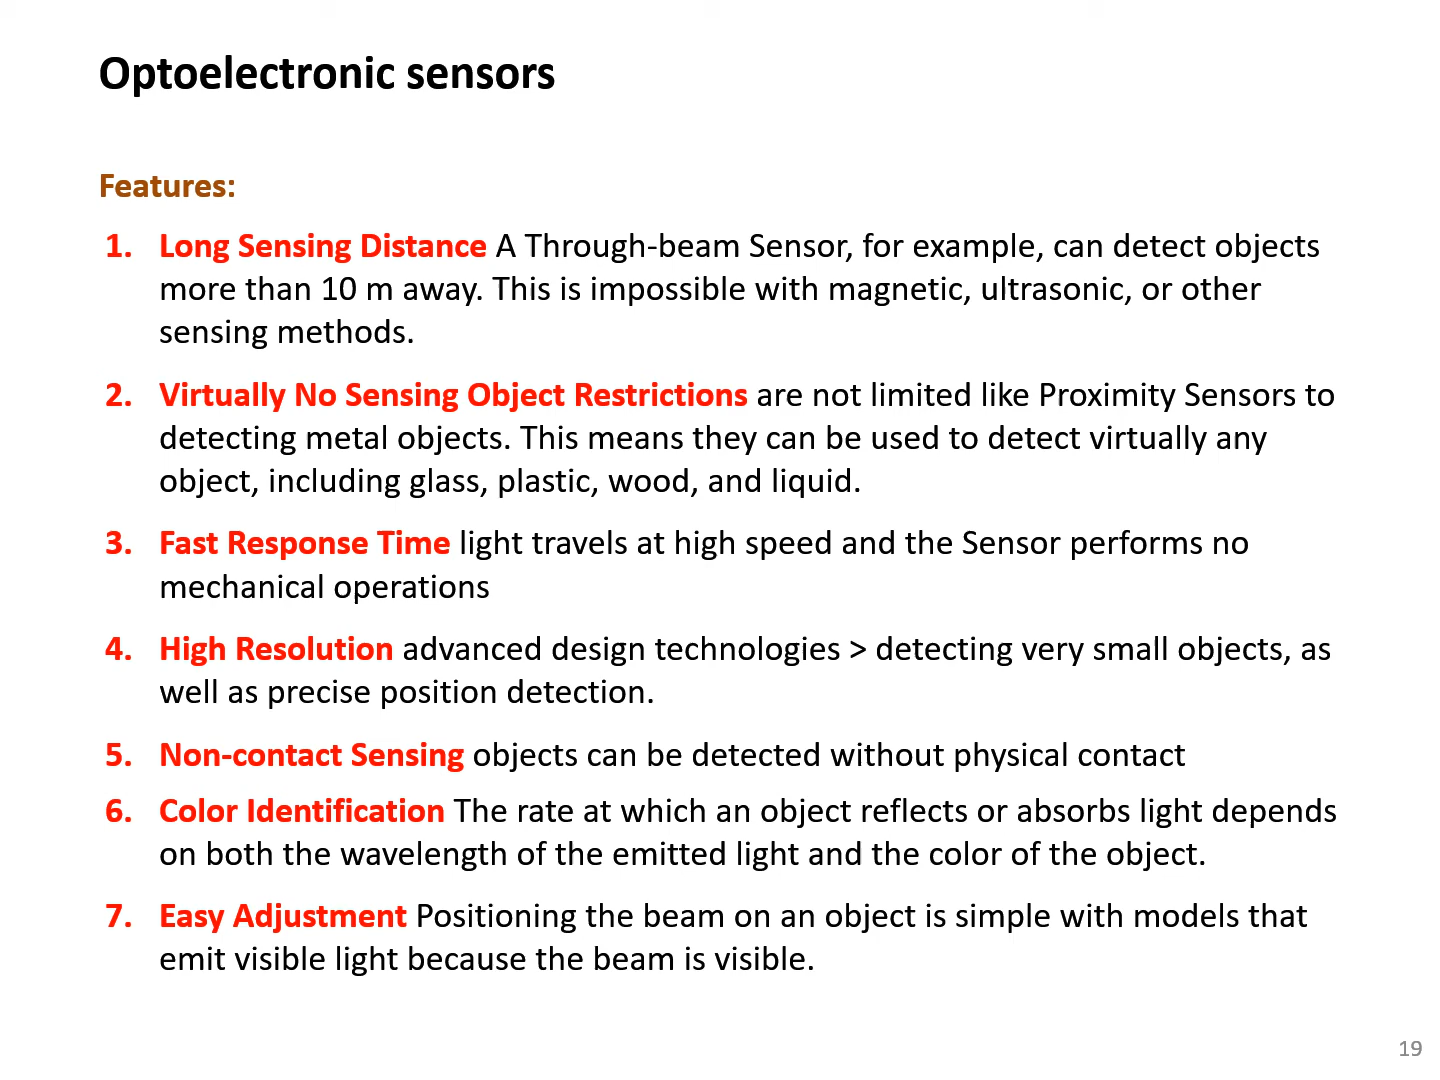 Optoelectronic sensors
Features:
1. Long Sensing Distance A Through-beam Sensor, for example, can detect objects
more than 10 m away. This is impossible with magnetic, ultrasonic, or other
sensing methods.
2. Virtually No Sensing Object Restrictions are not limited like Proximity Sensors to
detecting metal objects. This means they can be used to detect virtually any
object, including glass, plastic, wood, and liquid.
3. Fast Response Time light travels at high speed and the Sensor performs no
mechanical operations
4. High Resolution advanced design technologies > detecting very small objects, as
well as precise position detection.
5. Non-contact Sensing objects can be detected without physical contact
6. Color Identification The rate at which an object reflects or absorbs light depends
on both the wavelength of the emitted light and the color of the object.
7. Easy Adjustment Positioning the beam on an object is simple with models that
emit visible light because the beam is visible.
19